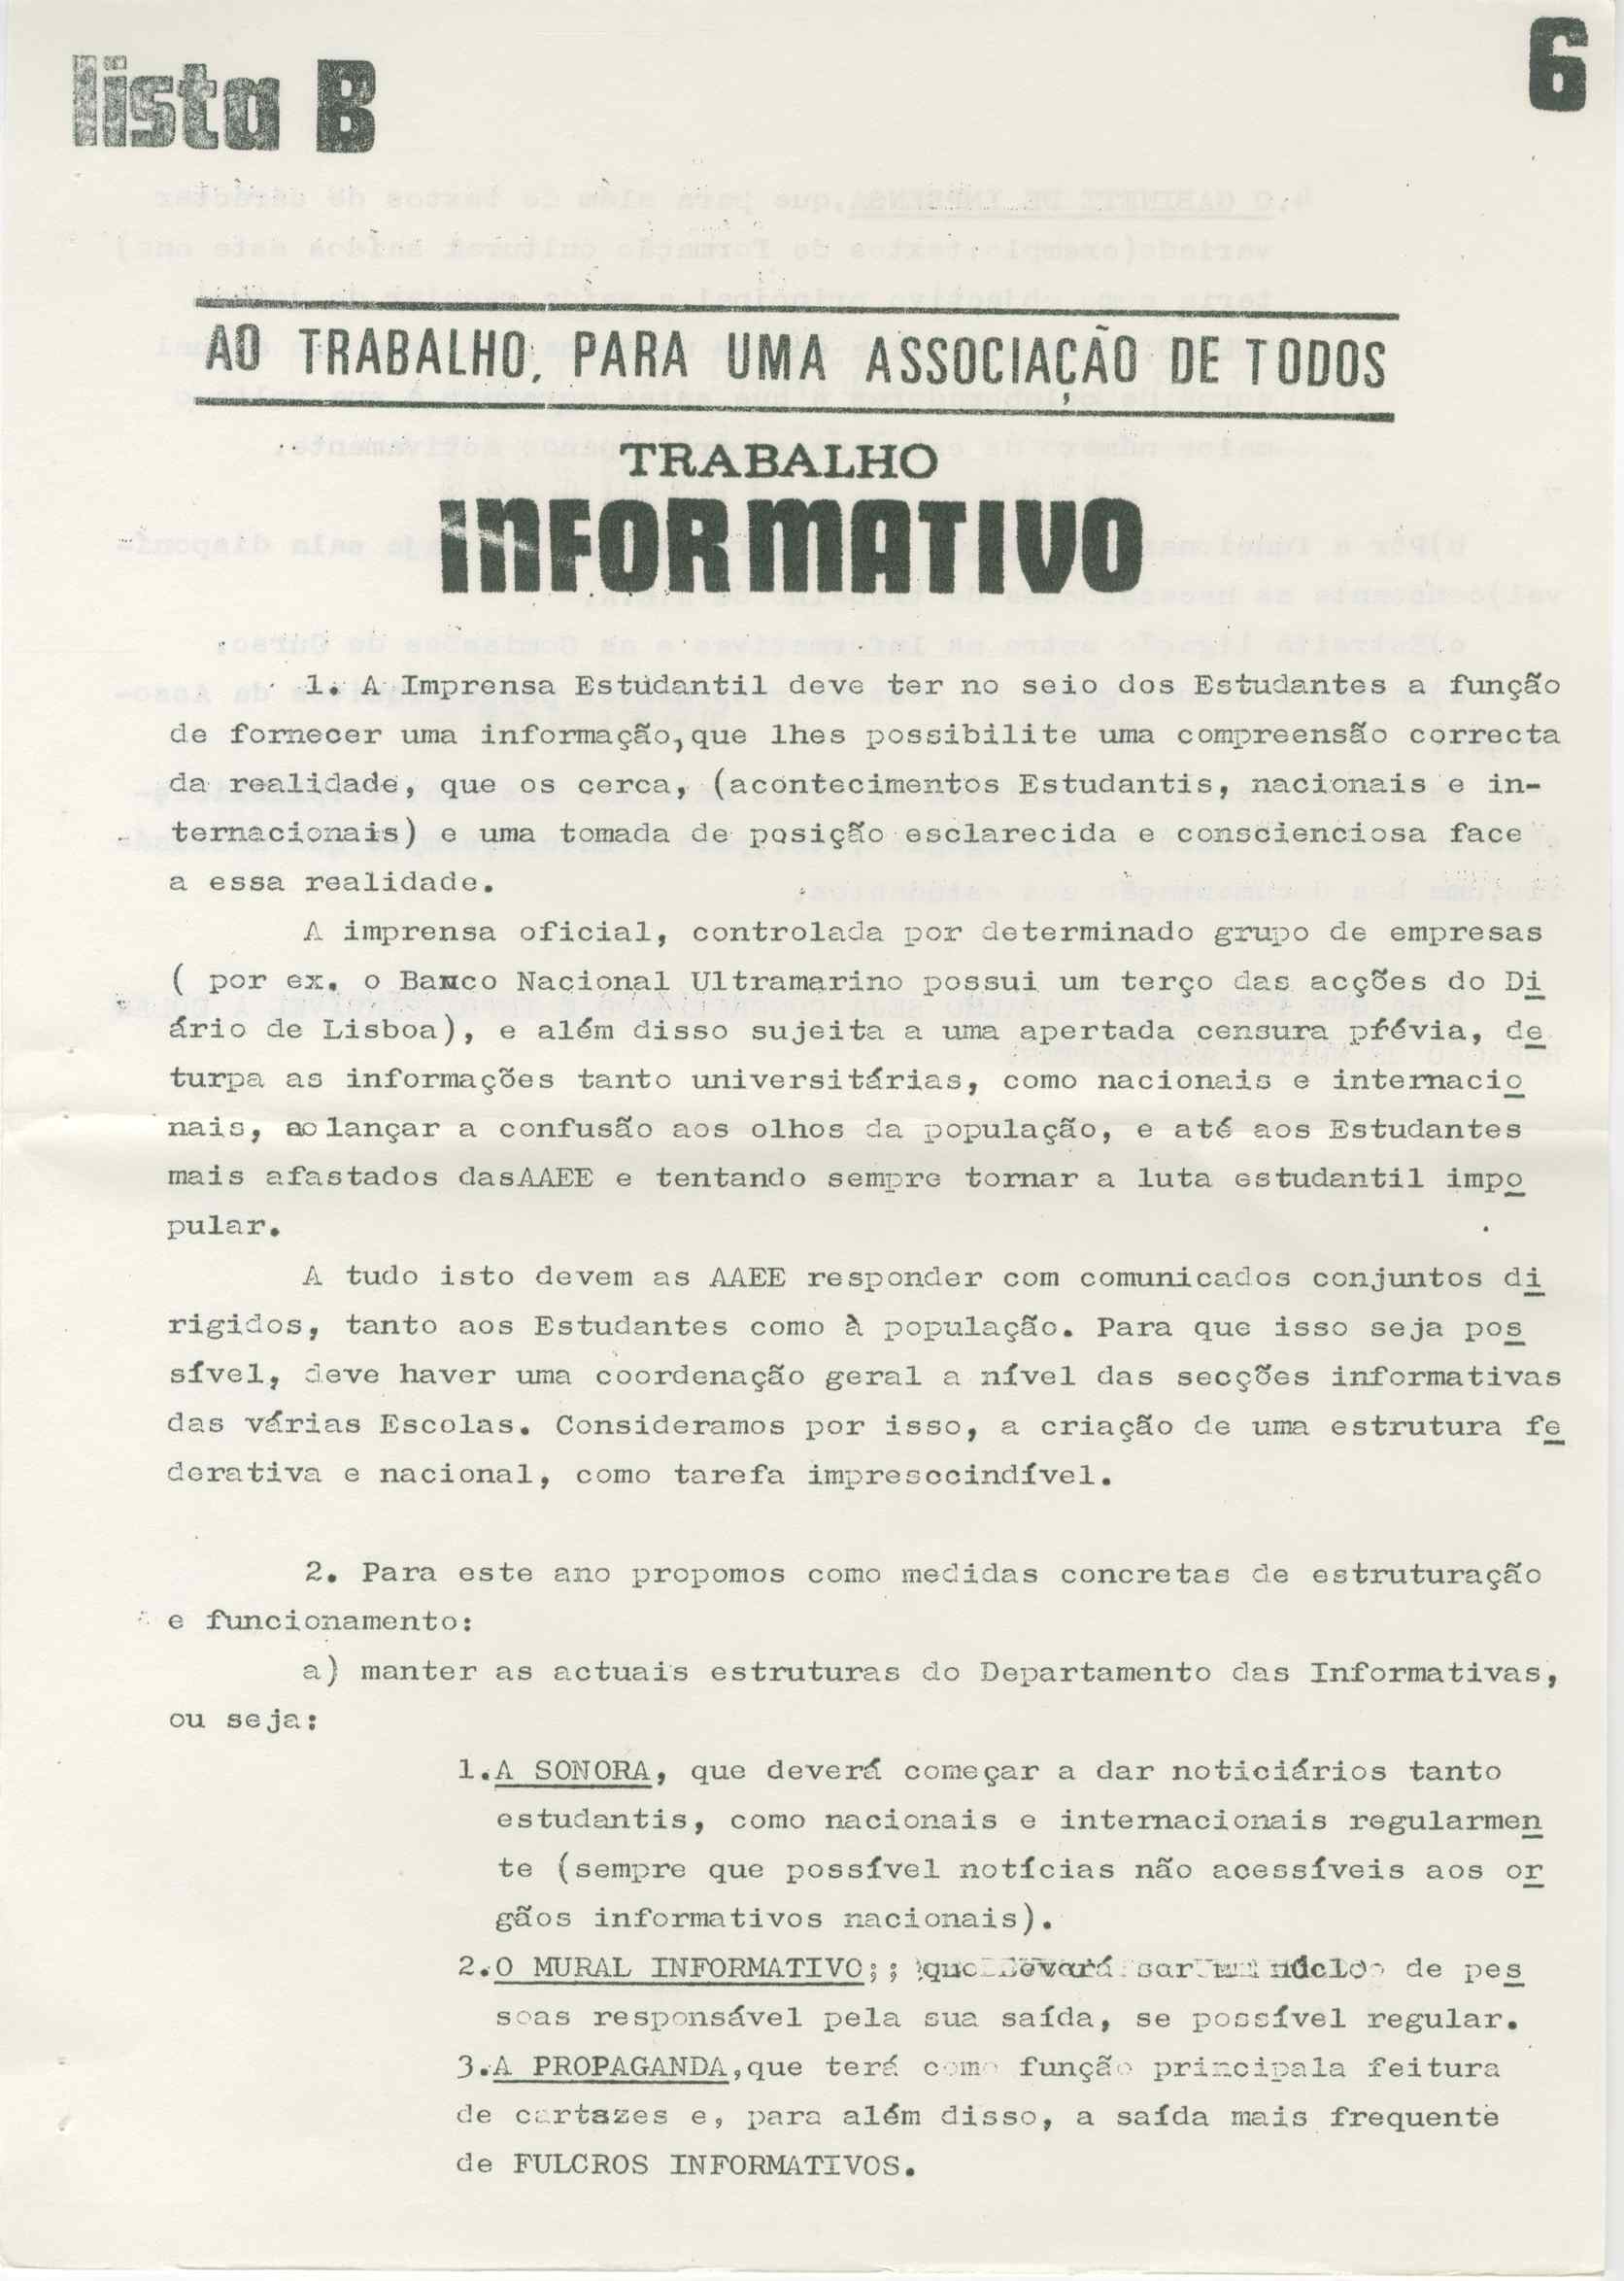 lista B
6
AO TRABALHO, PARA UMA ASSOCIAÇÃO DE TODOS
TRABALHO
INFORMATIVO
1. A Imprensa Estudantil deve ter no seio dos Estudantes a função
de fornecer uma informação,que lhes possibilite uma compreensão correcta
da realidade, que os cerca, (acontecimentos Estudantis, nacionais e in-
ternacionais) e uma tomada de posição esclarecida e conscienciosa face
a essa realidade.
A imprensa oficial, controlada por determinado grupo de empresas
( por ex. o Banco Nacional Ultramarino possui um terço das acções do Di
ário de Lisboa), e além disso sujeita a uma apertada censura prévia, de
turpa as informações tanto universitárias, como nacionais e internacio
nais, ao lançar a confusão aos olhos da população, e até aos Estudantes
mais afastados dasAAEE e tentando sempre tornar a luta estudantil impo
pular.
A tudo isto devem as AAEE responder com comunicados conjuntos di
rigidos, tanto aos Estudantes como à população. Para que isso seja pos
sível, deve haver uma coordenação geral a nível das secções informativas
das várias Escolas. Consideramos por isso, a criação de uma estrutura fe
derativa e nacional, como tarefa impresccindível.
2. Para este ano propomos como medidas concretas de estruturação
e funcionamento:
a) manter as actuais estruturas do Departamento das Informativas,
ou seja:
1.A SONORA, que deverá começar a dar noticiários tanto
estudantis, como nacionais e internacionais regularmen
te (sempre que possível notícias não acessíveis aos or
gãos informativos nacionais).
2.O MURAL INFORMATIVO;; que deverá ser um núcleo de pes
soas responsável pela sua saída, se possível regular.
3.A PROPAGANDA,que terá como função principala feitura
de cartazes e, para além disso, a saída mais frequente
de FULCROS INFORMATIVOS.